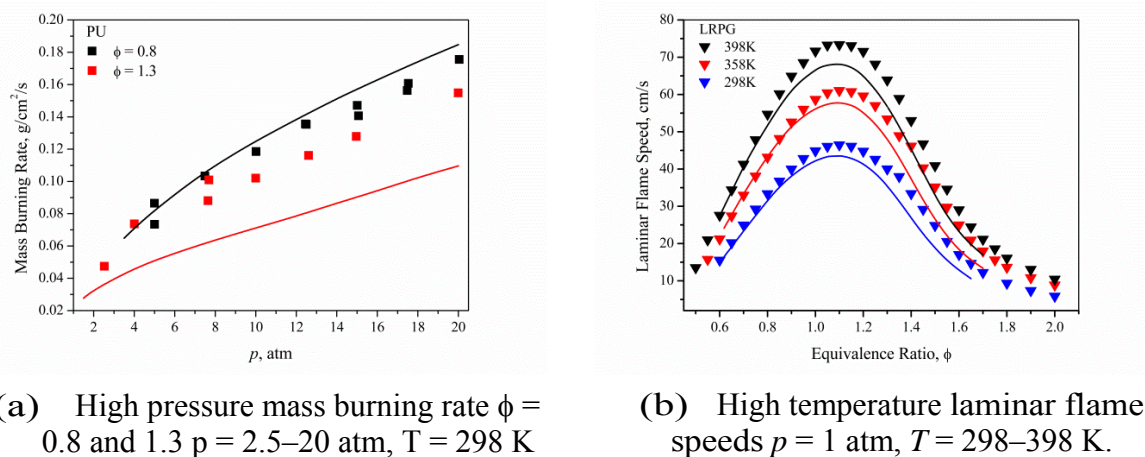 0.20
0.18
0.16
0.14
0.12
0.10
0.08
0.06
0.04
0.02
Mass Burning Rate, g/cm²/s
PU
ϕ = 0.8
ϕ = 1.3
2 4 6 8 10 12 14 16 18 20
p, atm
80
70
60
50
40
30
20
10
Laminar Flame Speed, cm/s
LRPG
398K
358K
298K
0.6 0.8 1.0 1.2 1.4 1.6 1.8 2.0
Equivalence Ratio, ϕ
(a) High pressure mass burning rate ϕ =
0.8 and 1.3 p = 2.5–20 atm, T = 298 K
(b) High temperature laminar flame
speeds p = 1 atm, T = 298–398 K.